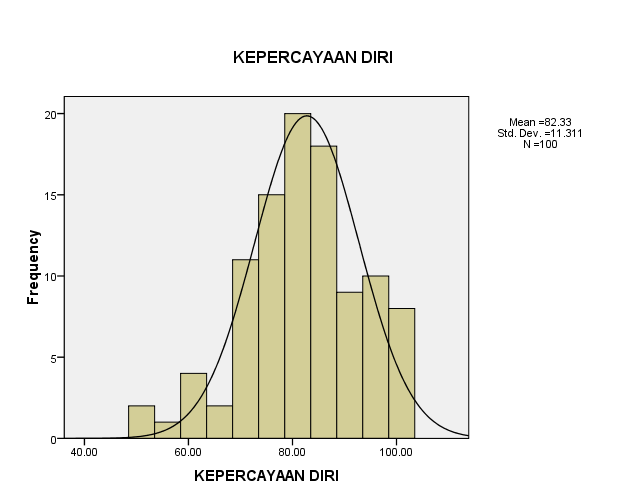 KEPERCAYAAN DIRI
Mean =82.33
Std. Dev. =11.311
N =100
Frequency
20
15
10
5
0
40.00 60.00 80.00 100.00
KEPERCAYAAN DIRI